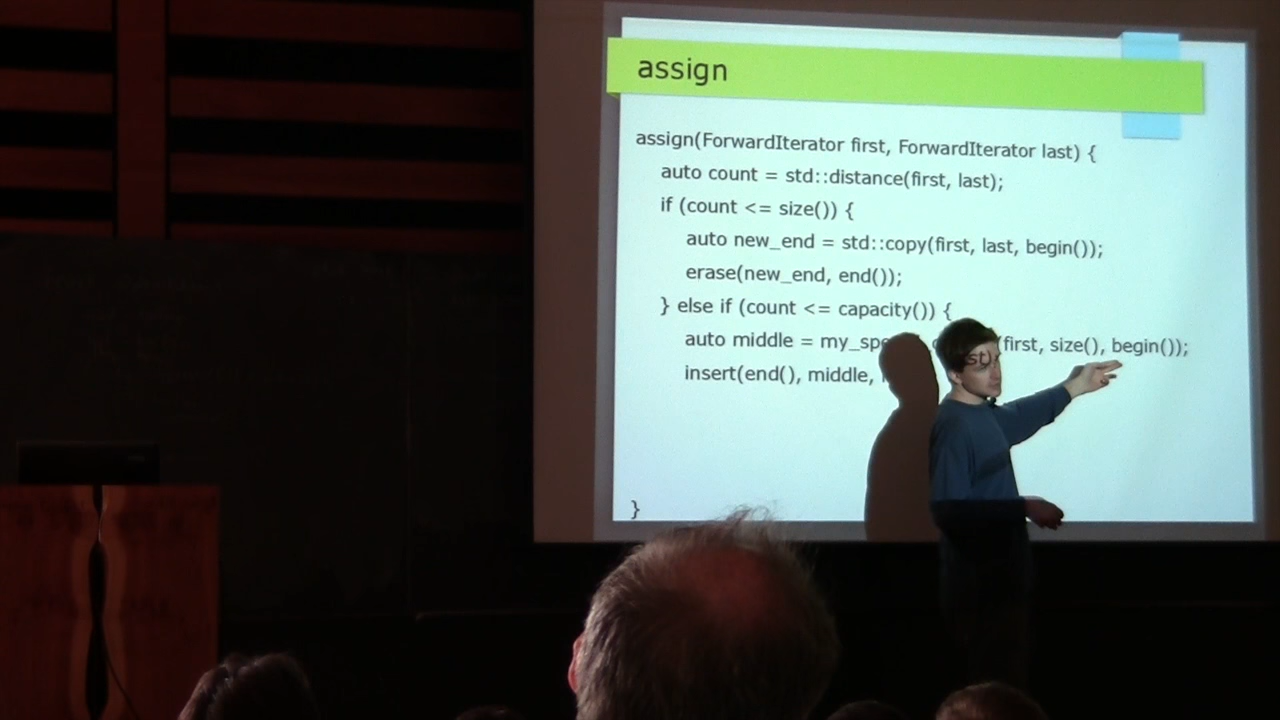 assign
assign(ForwardIterator first, ForwardIterator last) {
auto count = std::distance(first, last);
if (count <= size()) {
auto new_end = std::copy(first, last, begin());
erase(new_end, end());
} else if (count <= capacity()) {
auto middle = (first, size(), begin());
insert(end(), middle,
}